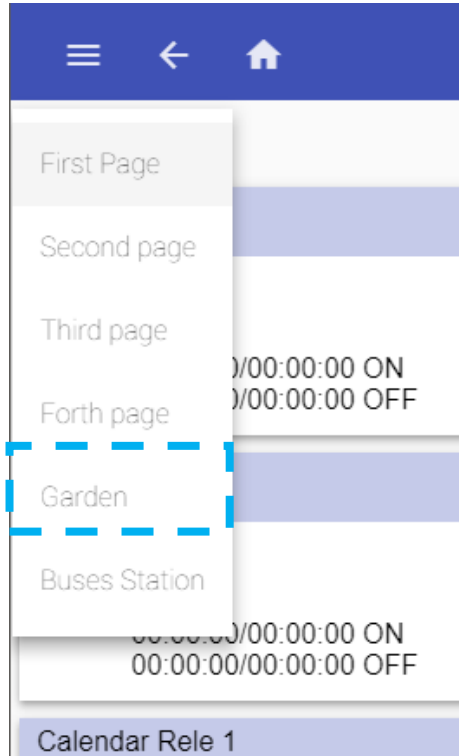 First Page
Second page
Third page
0/00:00:00 ON
0/00:00:00 OFF
Forth page
Garden
Buses Station
00:00:00/00:00:00 ON
00:00:00/00:00:00 OFF
Calendar Rele 1